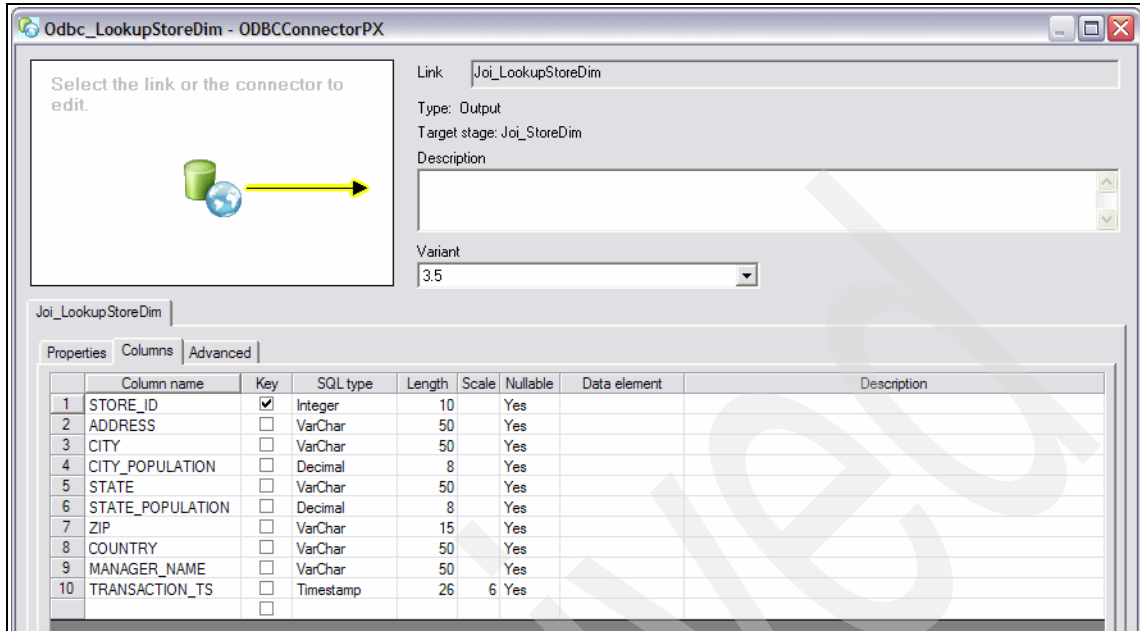 Odbc_LookupStoreDim - ODBCConnectorPX
Select the link or the connector to
edit.
Link Joi_LookupStoreDim
Type: Output
Target stage: Joi_StoreDim
Description
Variant
3.5
Joi_LookupStoreDim
Properties Columns Advanced
Column name Key SQL type Length Scale Nullable Data element Description
1 STORE_ID Integer 10 Yes
2 ADDRESS VarChar 50 Yes
3 CITY VarChar 50 Yes
4 CITY_POPULATION Decimal 8 Yes
5 STATE VarChar 50 Yes
6 STATE_POPULATION Decimal 8 Yes
7 ZIP VarChar 15 Yes
8 COUNTRY VarChar 50 Yes
9 MANAGER_NAME VarChar 50 Yes
10 TRANSACTION_TS Timestamp 26 6 Yes